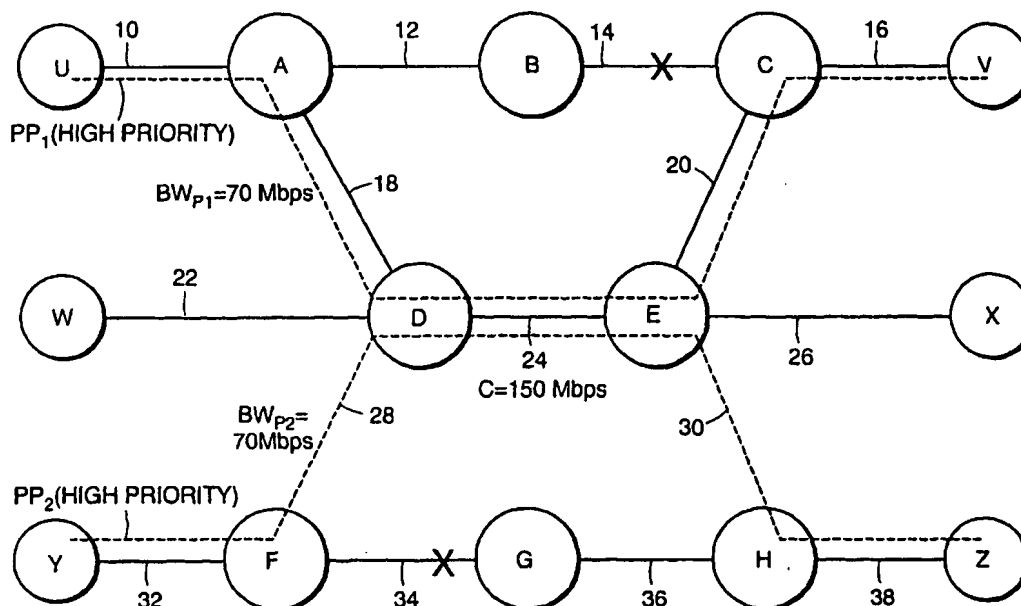 10 12 14 16
U A B C V
PP1(HIGH PRIORITY)
BWP1=70 Mbps
18 20
22
W D E X
24 26
C=150 Mbps
BWP2=
70Mbps
28 30
PP2(HIGH PRIORITY)
Y F G H Z
32 34 36 38